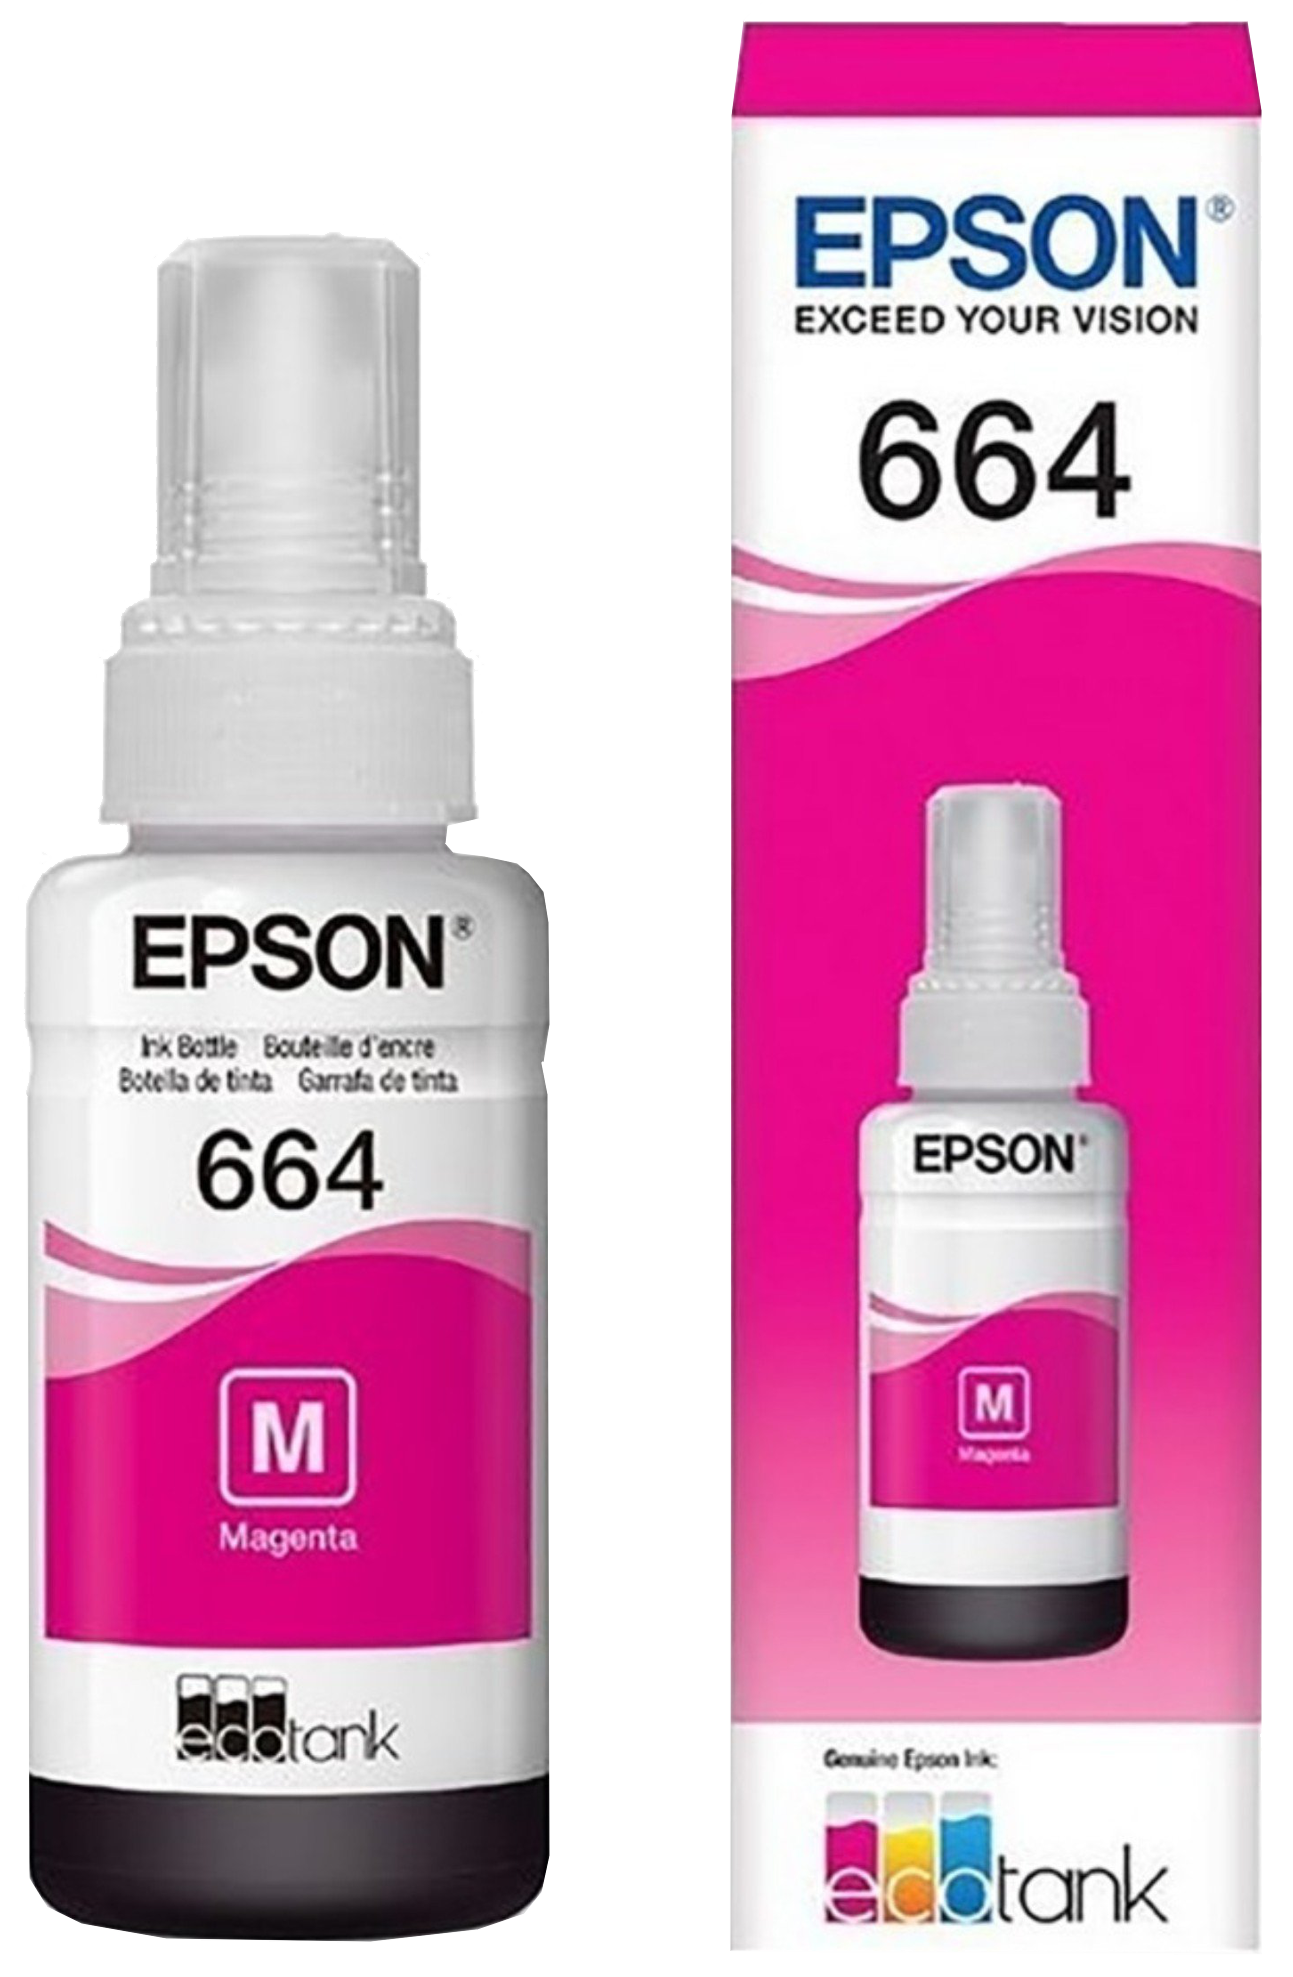 EPSON®
Ink Bottle Bouteille d'encre
Botella de tinta Garrafa de tinta
664
M
Magenta
ecotank
EPSON®
EXCEED YOUR VISION
664
EPSON®
M
Magenta
Genuine Epson Ink:
ecotank